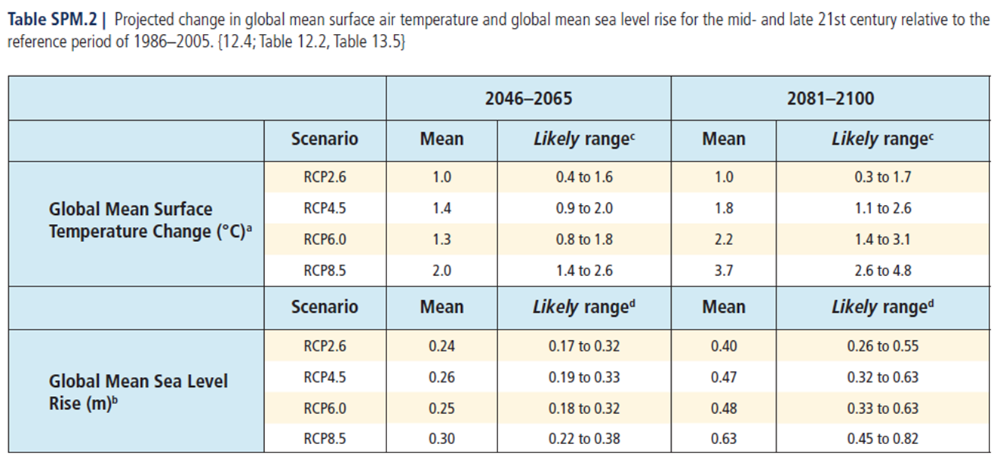 Table SPM.2 | Projected change in global mean surface air temperature and global mean sea level rise for the mid- and late 21st century relative to the
reference period of 1986–2005. {12.4; Table 12.2, Table 13.5}
2046–2065 2081–2100
Scenario Mean Likely rangec Mean Likely rangec
Global Mean Surface
Temperature Change (°C)a
RCP2.6 1.0 0.4 to 1.6 1.0 0.3 to 1.7
RCP4.5 1.4 0.9 to 2.0 1.8 1.1 to 2.6
RCP6.0 1.3 0.8 to 1.8 2.2 1.4 to 3.1
RCP8.5 2.0 1.4 to 2.6 3.7 2.6 to 4.8
Scenario Mean Likely ranged Mean Likely ranged
Global Mean Sea Level
Rise (m)b
RCP2.6 0.24 0.17 to 0.32 0.40 0.26 to 0.55
RCP4.5 0.26 0.19 to 0.33 0.47 0.32 to 0.63
RCP6.0 0.25 0.18 to 0.32 0.48 0.33 to 0.63
RCP8.5 0.30 0.22 to 0.38 0.63 0.45 to 0.82